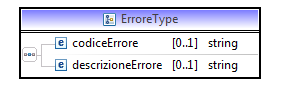 ErroreType
e codiceErrore [0..1] string
e descrizioneErrore [0..1] string